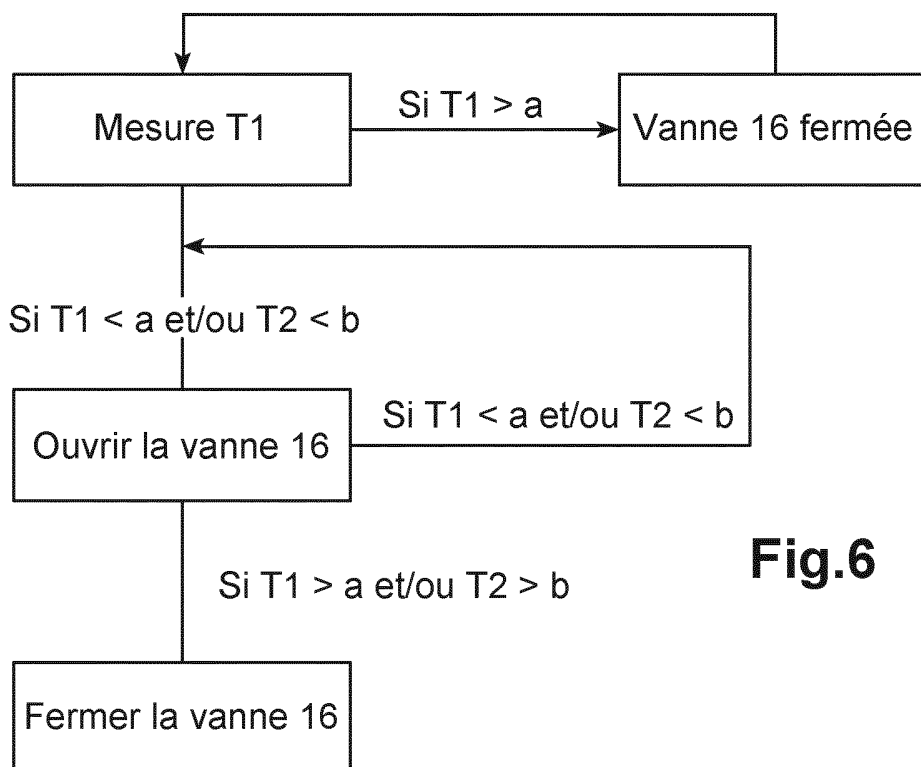 Mesure T1
Si T1 > a
Vanne 16 fermée
Si T1 < a et/ou T2 < b
Ouvrir la vanne 16
Si T1 < a et/ou T2 < b
Si T1 > a et/ou T2 > b
Fig.6
Fermer la vanne 16